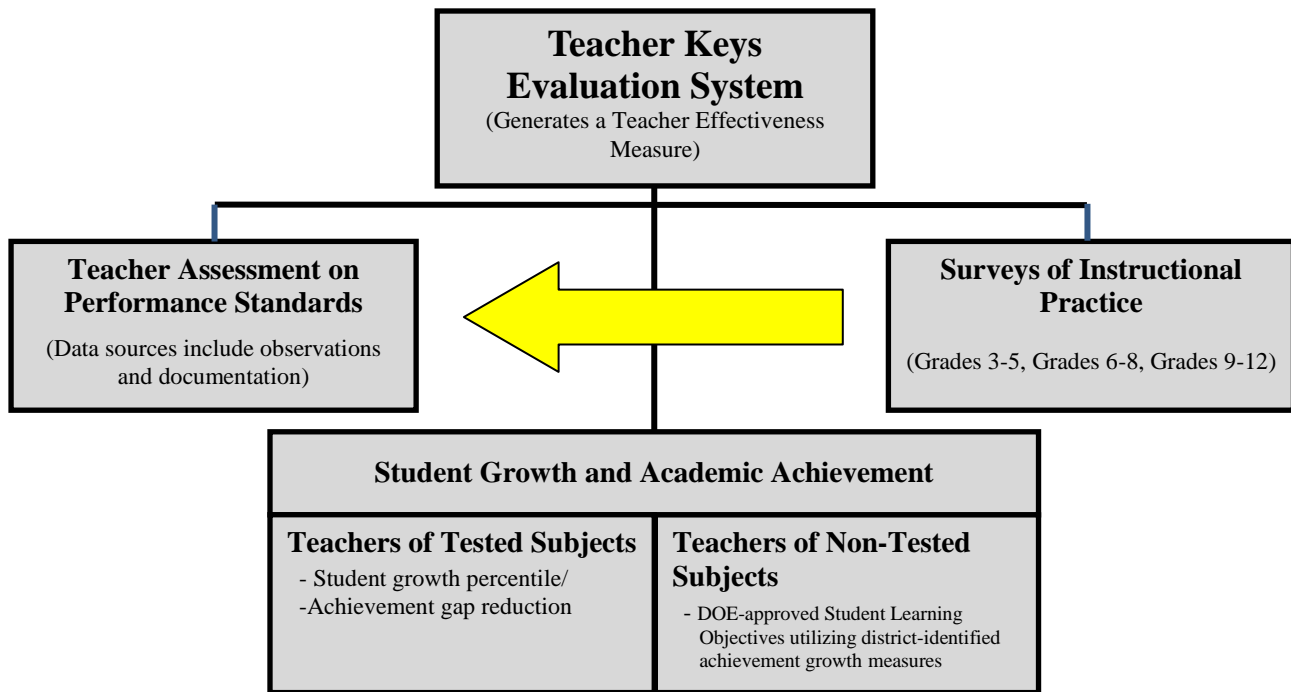 Teacher Keys
Evaluation System
(Generates a Teacher Effectiveness
Measure)
Teacher Assessment on
Performance Standards
(Data sources include observations
and documentation)
Surveys of Instructional
Practice
(Grades 3-5, Grades 6-8, Grades 9-12)
Student Growth and Academic Achievement
Teachers of Tested Subjects
- Student growth percentile/
-Achievement gap reduction
Teachers of Non-Tested
Subjects
- DOE-approved Student Learning
Objectives utilizing district-identified
achievement growth measures